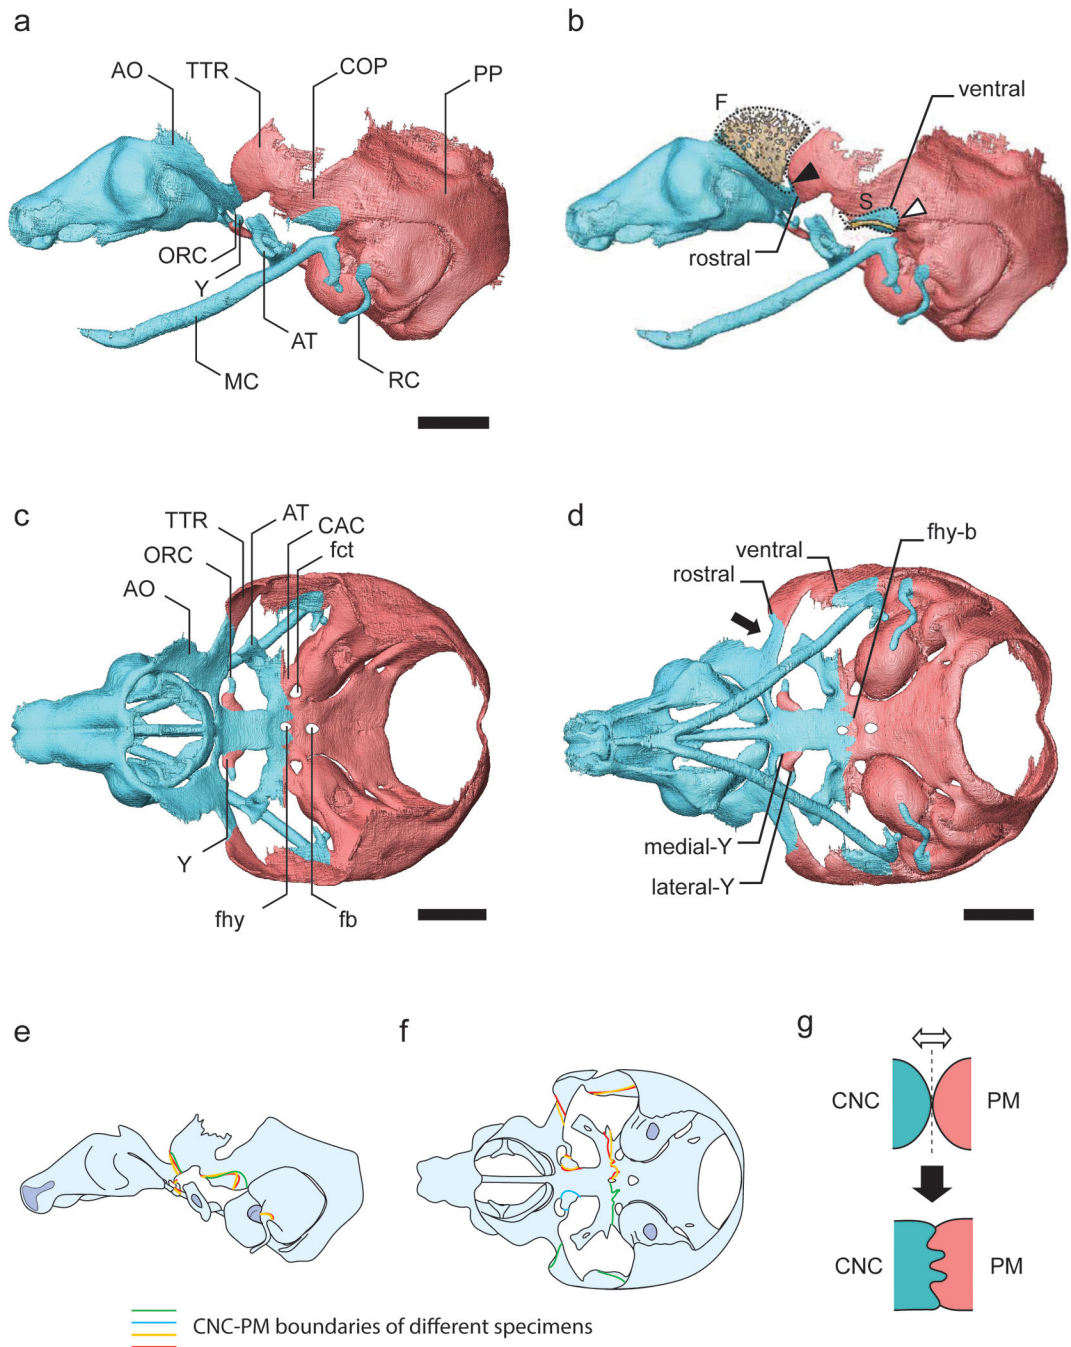 a
AO
TTR
COP
PP
ORC
Y
AT
MC
RC
b
F
ventral
S
rostral
c
TTR
AT
ORC
CAC
fct
AO
Y
fhy
fb
d
ventral
fhy-b
rostral
medial-Y
lateral-Y
e
f
g
CNC
PM
CNC
PM
CNC-PM boundaries of different specimens